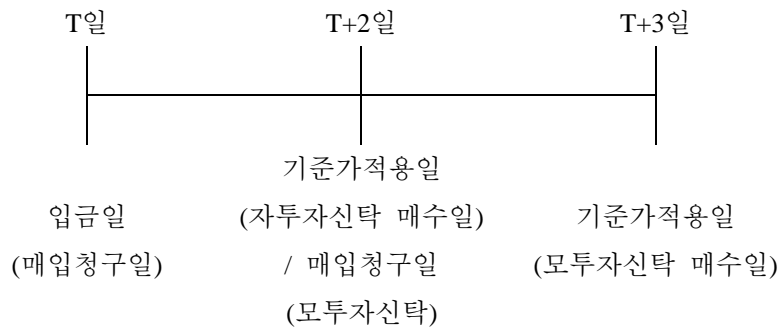 T일 T+2일 T+3일
기준가적용일
입금일 (자투자신탁 매수일) 기준가적용일
(매입청구일) / 매입청구일 (모투자신탁 매수일)
(모투자신탁)